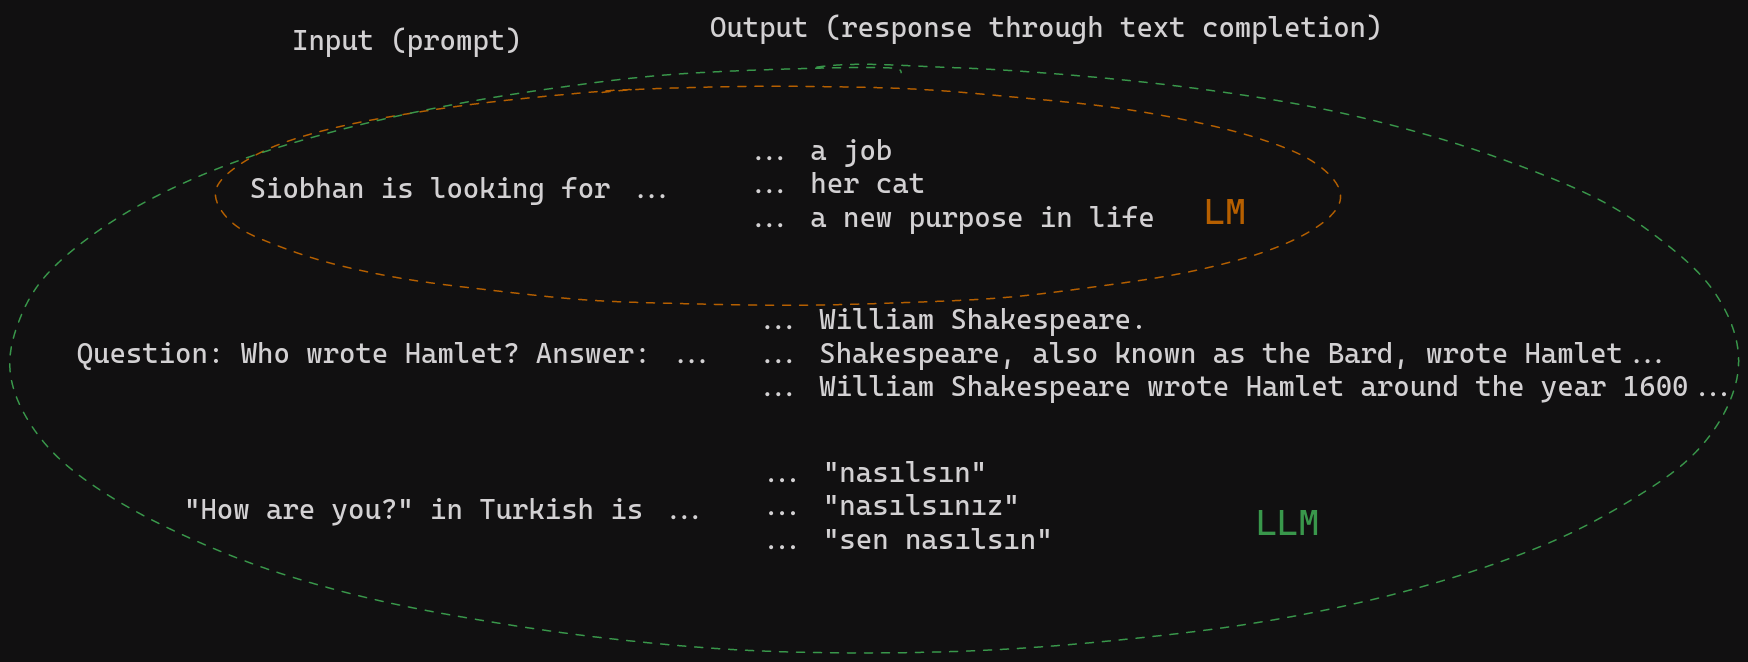 Input (prompt)
Output (response through text completion)
Siobhan is looking for ...
... a job
... her cat
... a new purpose in life
LM
Question: Who wrote Hamlet? Answer: ...
... William Shakespeare.
... Shakespeare, also known as the Bard, wrote Hamlet...
... William Shakespeare wrote Hamlet around the year 1600...
"How are you?" in Turkish is ...
... "nasılsın"
... "nasılsınız"
... "sen nasılsın"
LLM